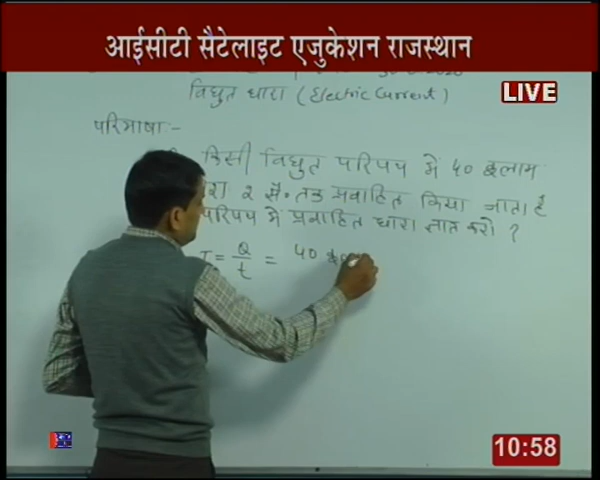 आईसीटी सैटेलाइट एजुकेशन राजस्थान
LIVE
विद्युत धारा (Electric Current)
परिभाषा :-
किसी विद्युत परिपथ में 40 कूलाम
2 सै. तक प्रवाहित किया जाता है
परिपथ में प्रवाहित धारा ज्ञात करो ?
I = Q/t = 40
10:58